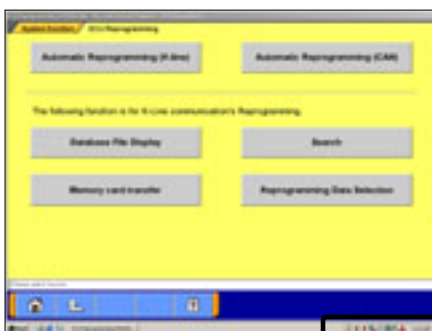 System Function / ECU Reprogramming
Automatic Reprogramming (K-line) Automatic Reprogramming (CAN)
The following function is for K-Line communication's Reprogramming.
Database File Display Search
Memory card transfer Reprogramming Data Selection